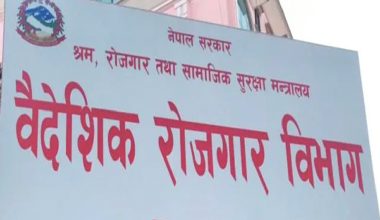 नेपाल सरकार
श्रम, रोजगार तथा सामाजिक सुरक्षा मन्त्रालय
वैदेशिक रोजगार विभाग